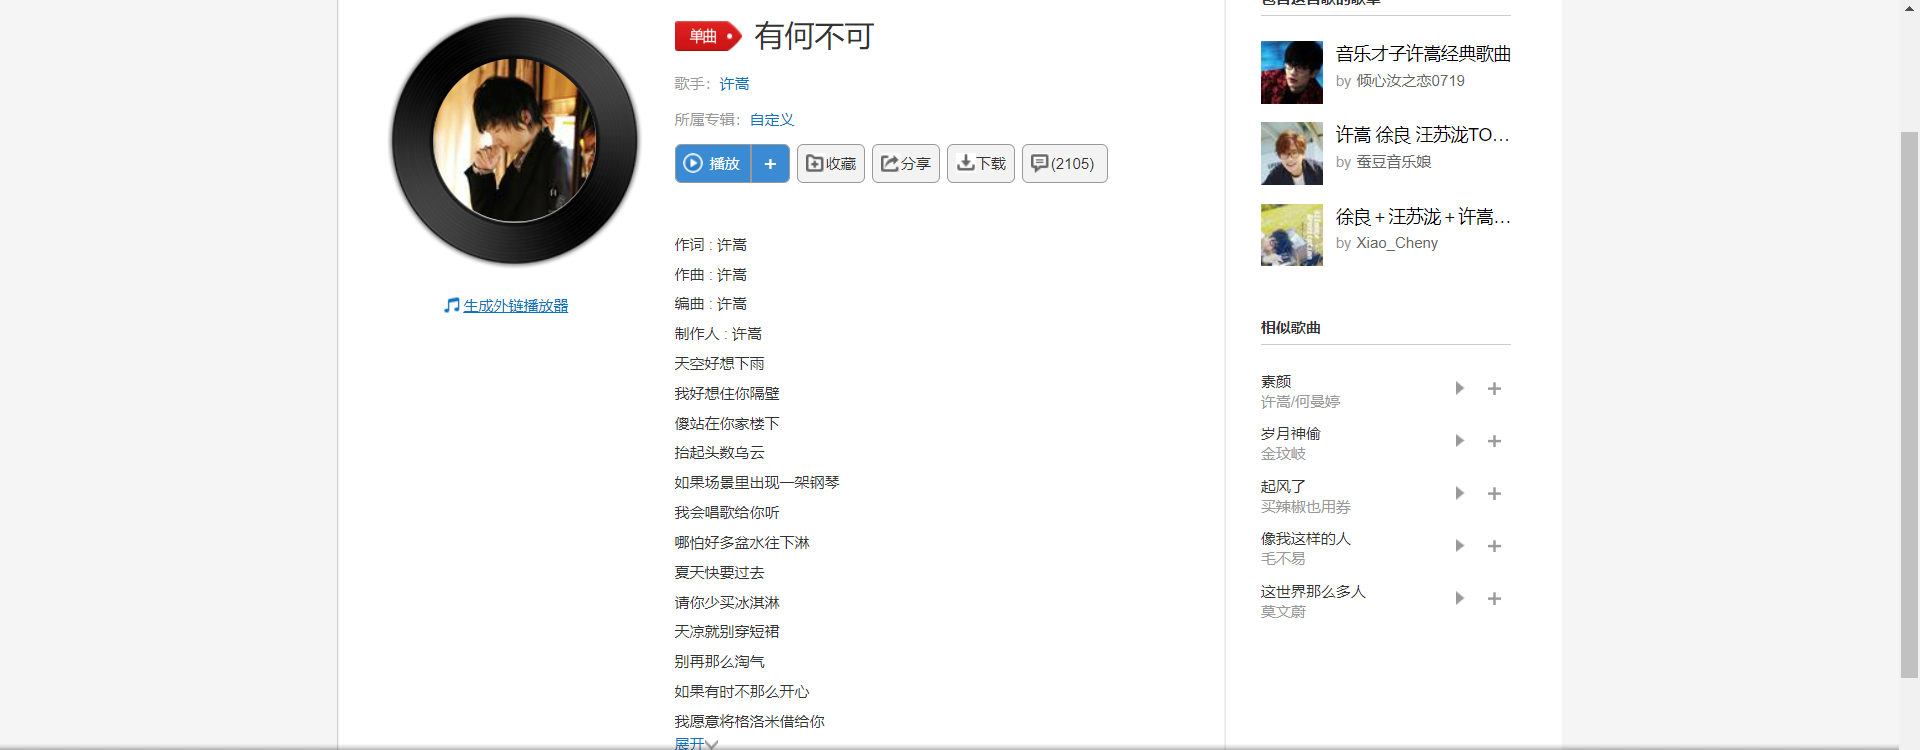 单曲
有何不可
歌手：许嵩
所属专辑：自定义
播放
+
收藏
分享
下载
(2105)
生成外链播放器
作词 : 许嵩
作曲 : 许嵩
编曲 : 许嵩
制作人 : 许嵩
天空好想下雨
我好想住你隔壁
傻站在你家楼下
抬起头数乌云
如果场景里出现一架钢琴
我会唱歌给你听
哪怕好多盆水往下淋
夏天快要过去
请你少买冰淇淋
天凉就别穿短裙
别再那么淘气
如果有时不那么开心
我愿意将格洛米借给你
展开
包含这首歌的歌单
音乐才子许嵩经典歌曲
by 倾心汝之恋0719
许嵩 徐良 汪苏泷TO...
by 蚕豆音乐娘
徐良＋汪苏泷＋许嵩...
by Xiao_Cheny
相似歌曲
素颜
许嵩/何曼婷
岁月神偷
金玟岐
起风了
买辣椒也用券
像我这样的人
毛不易
这世界那么多人
莫文蔚